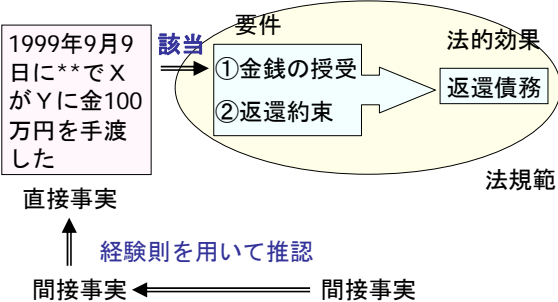 要件
1999年9月9
日に**でX
がYに金100
万円を手渡
した
該当
①金銭の授受
②返還約束
法的効果
返還債務
法規範
直接事実
経験則を用いて推認
間接事実
間接事実